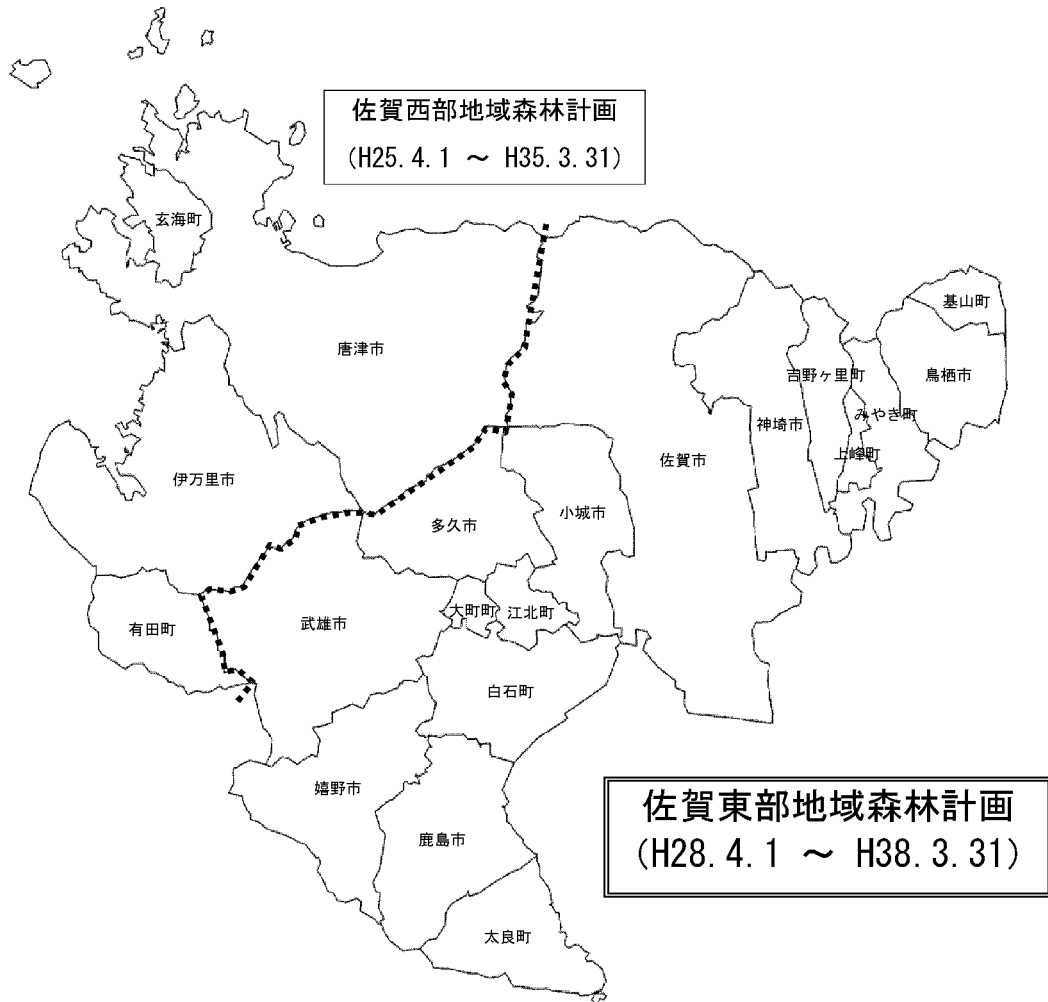 佐賀西部地域森林計画
(H25.4.1 ～ H35.3.31)
玄海町
基山町
唐津市
吉野ヶ里町
鳥栖市
みやき町
神埼市
佐賀市
上峰町
伊万里市
小城市
多久市
大町町
江北町
有田町
武雄市
白石町
嬉野市
佐賀東部地域森林計画
(H28.4.1 ～ H38.3.31)
鹿島市
太良町